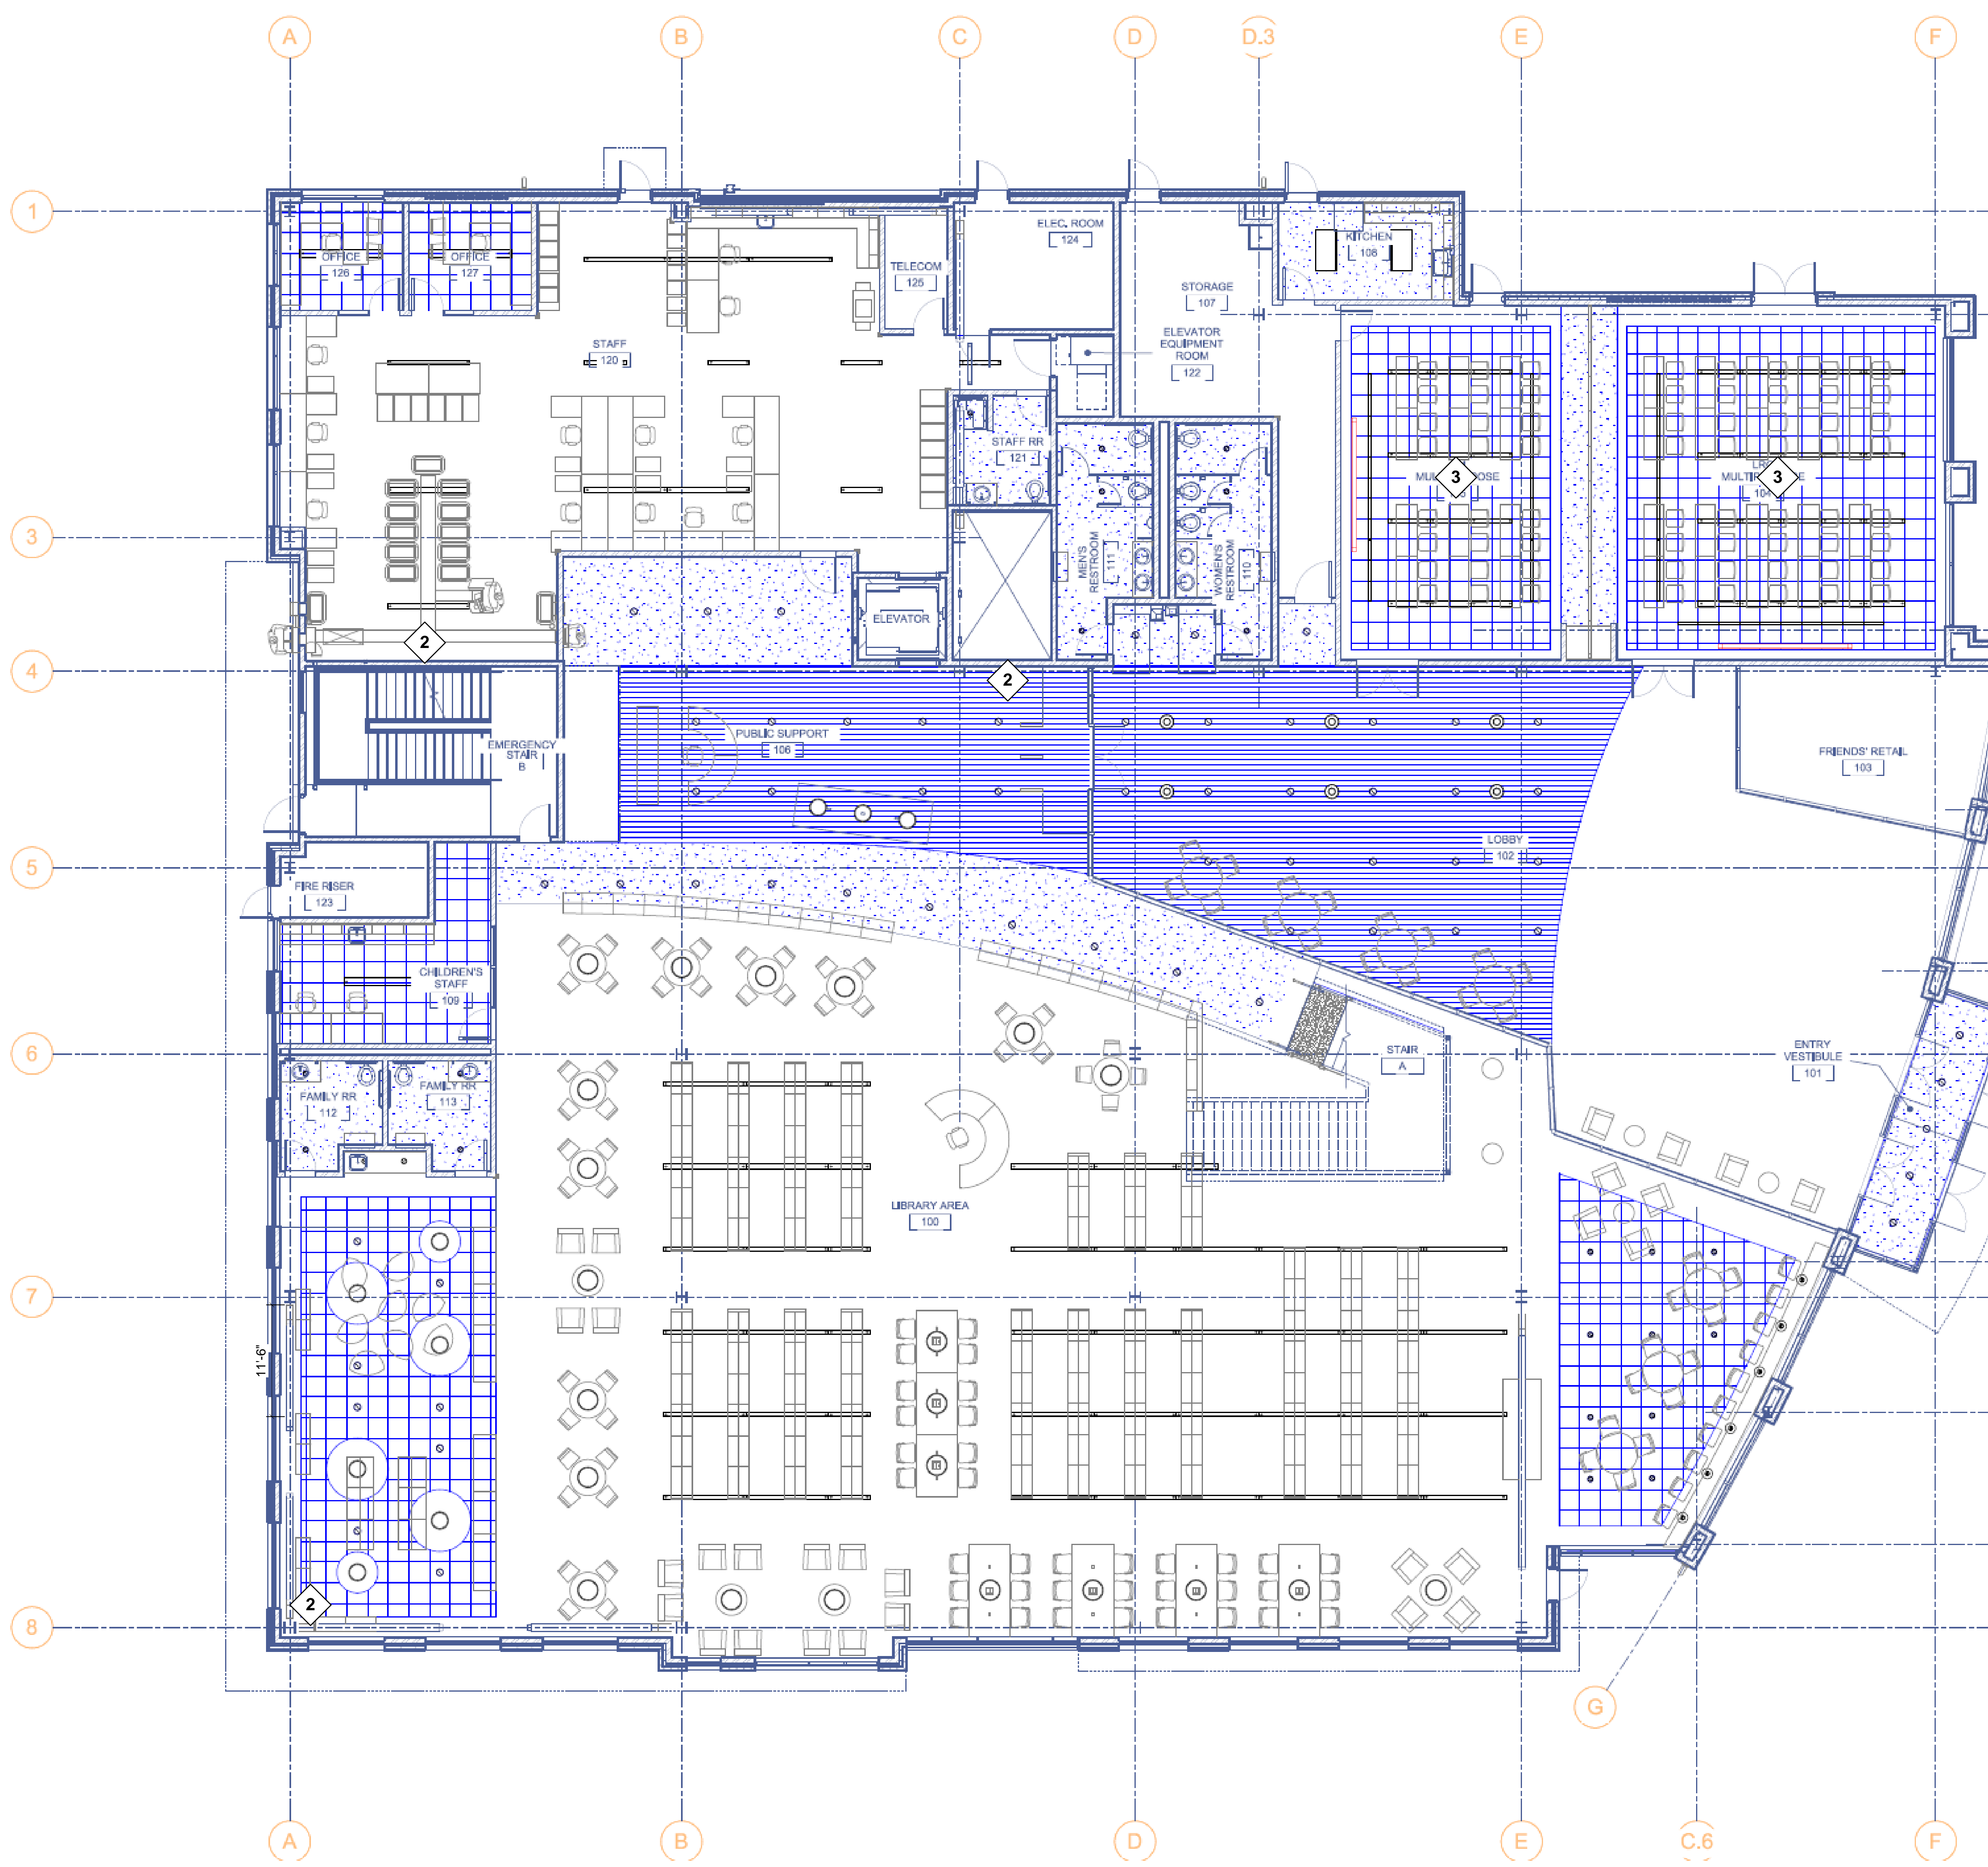 A B C D D.3 E F
1
OFFICE
126
OFFICE
127
TELECOM
125
ELEC. ROOM
124
KITCHEN
108
STORAGE
107
ELEVATOR
EQUIPMENT
ROOM
122
STAFF
120
STAFF RR
121
3
3
104
3
MEN'S
RESTROOM
111
WOMEN'S
RESTROOM
110
ELEVATOR
2
4
2
EMERGENCY
STAIR
B
PUBLIC SUPPORT
106
FRIENDS' RETAIL
103
LOBBY
102
5
FIRE RISER
123
CHILDREN'S
STAFF
109
6
STAIR
A
ENTRY
VESTIBULE
101
FAMILY RR
112
FAMILY RR
113
LIBRARY AREA
100
7
11'-6"
2
8
G
A B D E C.6 F